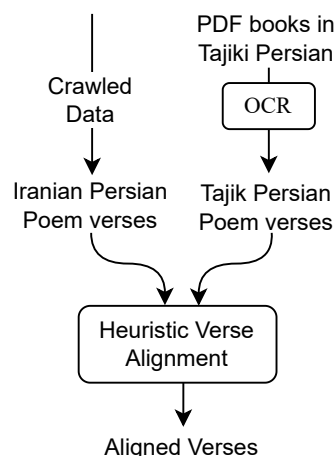 PDF books in
Tajiki Persian
Crawled
Data
OCR
Iranian Persian
Poem verses
Tajik Persian
Poem verses
Heuristic Verse
Alignment
Aligned Verses